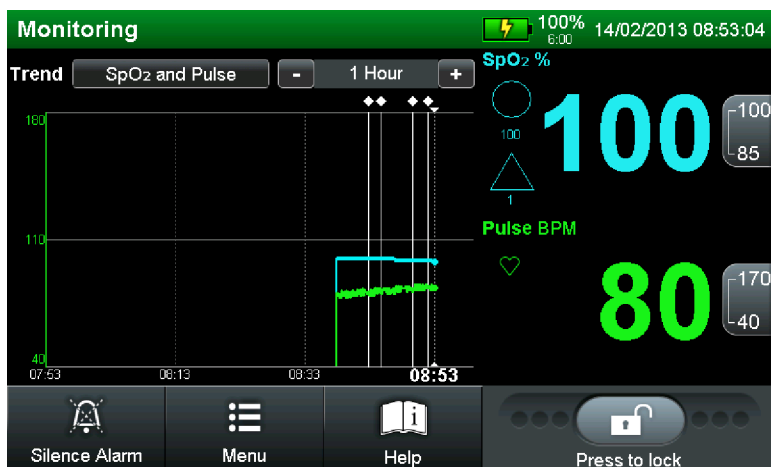 Monitoring
100%
6:00
14/02/2013 08:53:04
Trend
SpO2 and Pulse
-
1 Hour
+
SpO2 %
180
110
40
07:53
08:13
08:33
08:53
100
1
100
100
85
Pulse BPM
80
170
40
Silence Alarm
Menu
i
Help
Press to lock